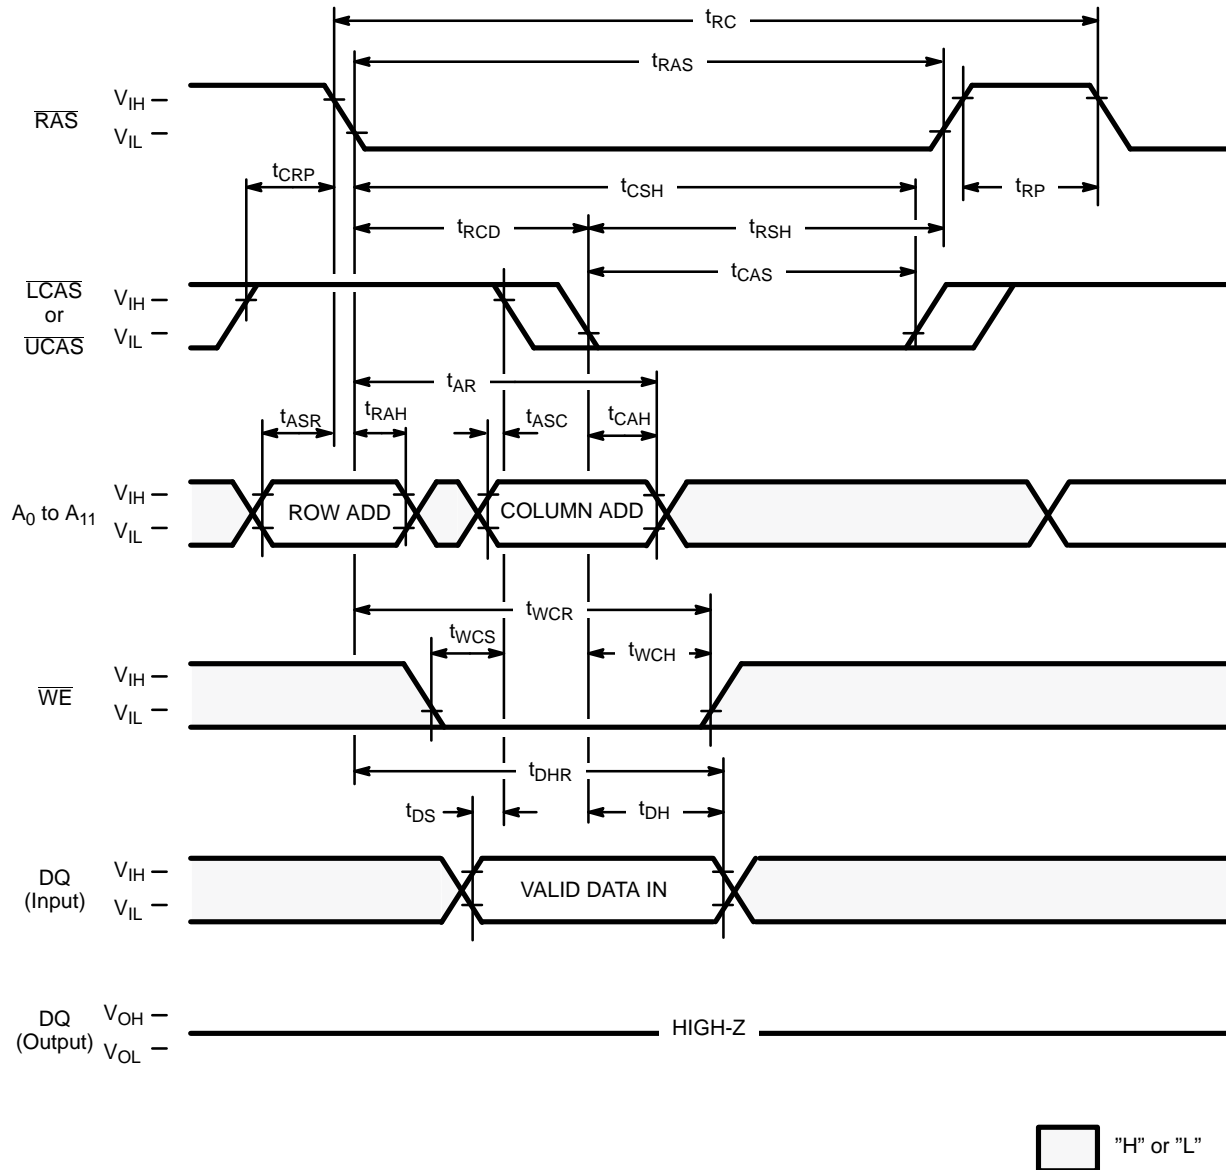 tRC
tRAS
RAS
VIH
VIL
tCRP
tCSH
tRP
tRCD
tRSH
tCAS
LCAS
or
UCAS
VIH
VIL
tAR
tASR
tRAH
tASC
tCAH
A0 to A11
VIH
VIL
ROW ADD
COLUMN ADD
tWCR
tWCS
tWCH
WE
VIH
VIL
tDHR
tDS
tDH
DQ
(Input)
VIH
VIL
VALID DATA IN
DQ
(Output)
VOH
VOL
HIGH-Z
"H" or "L"